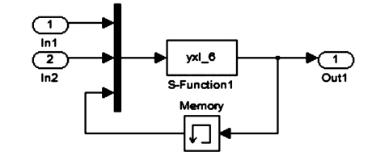 1
In1
2
In2
yxl_6
S-Function1
1
Out1
Memory